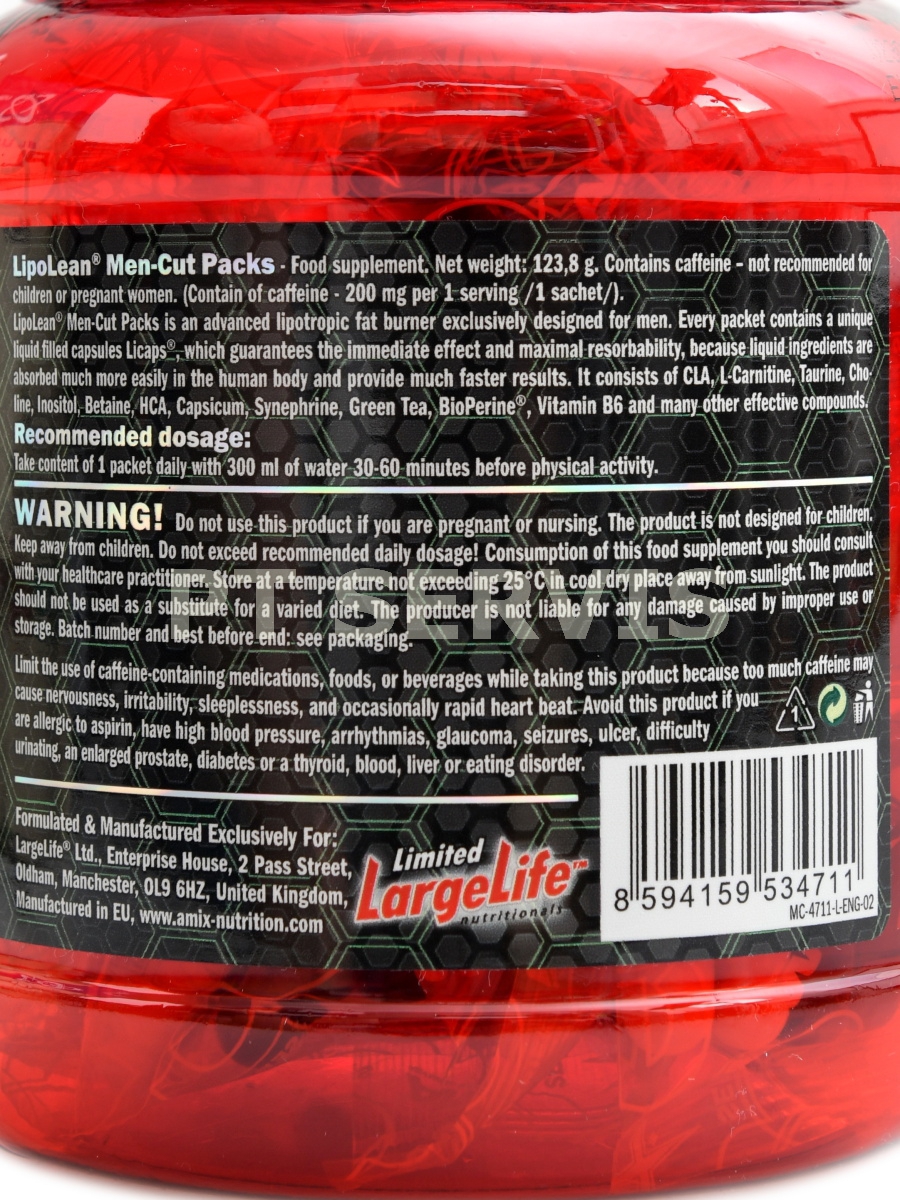 LipoLean® Men-Cut Packs - Food supplement. Net weight: 123,8 g. Contains caffeine – not recommended for
children or pregnant women. (Contain of caffeine - 200 mg per 1 serving /1 sachet/).
LipoLean® Men-Cut Packs is an advanced lipotropic fat burner exclusively designed for men. Every packet contains a unique
liquid filled capsules Licaps®, which guarantees the immediate effect and maximal resorbability, because liquid ingredients are
absorbed much more easily in the human body and provide much faster results. It consists of CLA, L-Carnitine, Taurine, Cho-
line, Inositol, Betaine, HCA, Capsicum, Synephrine, Green Tea, BioPerine®, Vitamin B6 and many other effective compounds.
Recommended dosage:
Take content of 1 packet daily with 300 ml of water 30-60 minutes before physical activity.
WARNING! Do not use this product if you are pregnant or nursing. The product is not designed for children.
Keep away from children. Do not exceed recommended daily dosage! Consumption of this food supplement you should consult
with your healthcare practitioner. Store at a temperature not exceeding 25°C in cool dry place away from sunlight. The product
should not be used as a substitute for a varied diet. The producer is not liable for any damage caused by improper use or
storage. Batch number and best before end: see packaging.
PT SERVIS
Limit the use of caffeine-containing medications, foods, or beverages while taking this product because too much caffeine may
cause nervousness, irritability, sleeplessness, and occasionally rapid heart beat. Avoid this product if you
are allergic to aspirin, have high blood pressure, arrhythmias, glaucoma, seizures, ulcer, difficulty
urinating, an enlarged prostate, diabetes or a thyroid, blood, liver or eating disorder.
1
Formulated & Manufactured Exclusively For:
LargeLife® Ltd., Enterprise House, 2 Pass Street,
Oldham, Manchester, OL9 6HZ, United Kingdom,
Manufactured in EU, www.amix-nutrition.com
Limited
LargeLife™
nutritionals
8 594159 534711
MC-4711-L-ENG-02